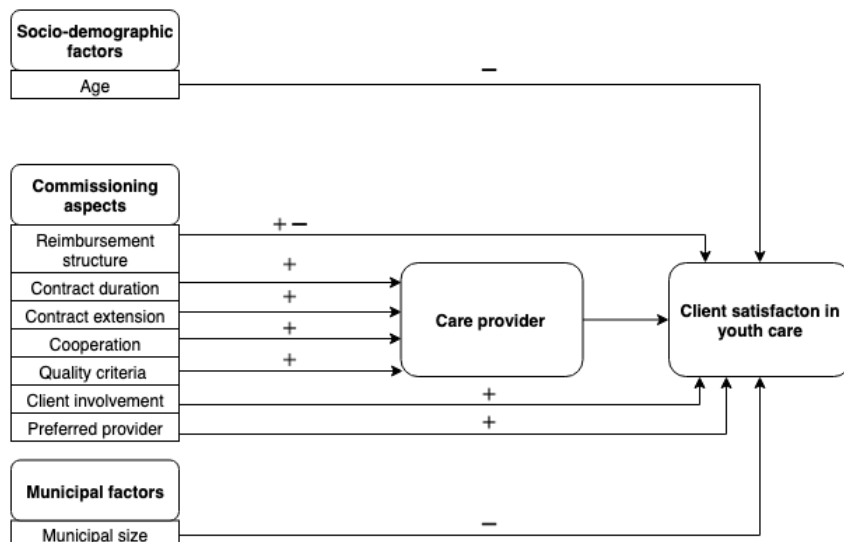 Socio-demographic
factors
Age
−
Commissioning
aspects
Reimbursement
structure
+ −
Contract duration
+
Contract extension
+
Cooperation
+
Quality criteria
+
Client involvement
+
Preferred provider
+
Care provider
Client satisfacton in
youth care
Municipal factors
Municipal size
−